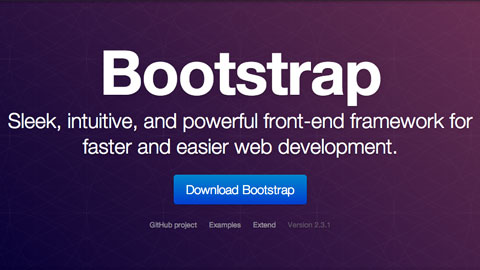 Bootstrap
Sleek, intuitive, and powerful front-end framework for
faster and easier web development.
Download Bootstrap
GitHub project Examples Extend Version 2.3.1